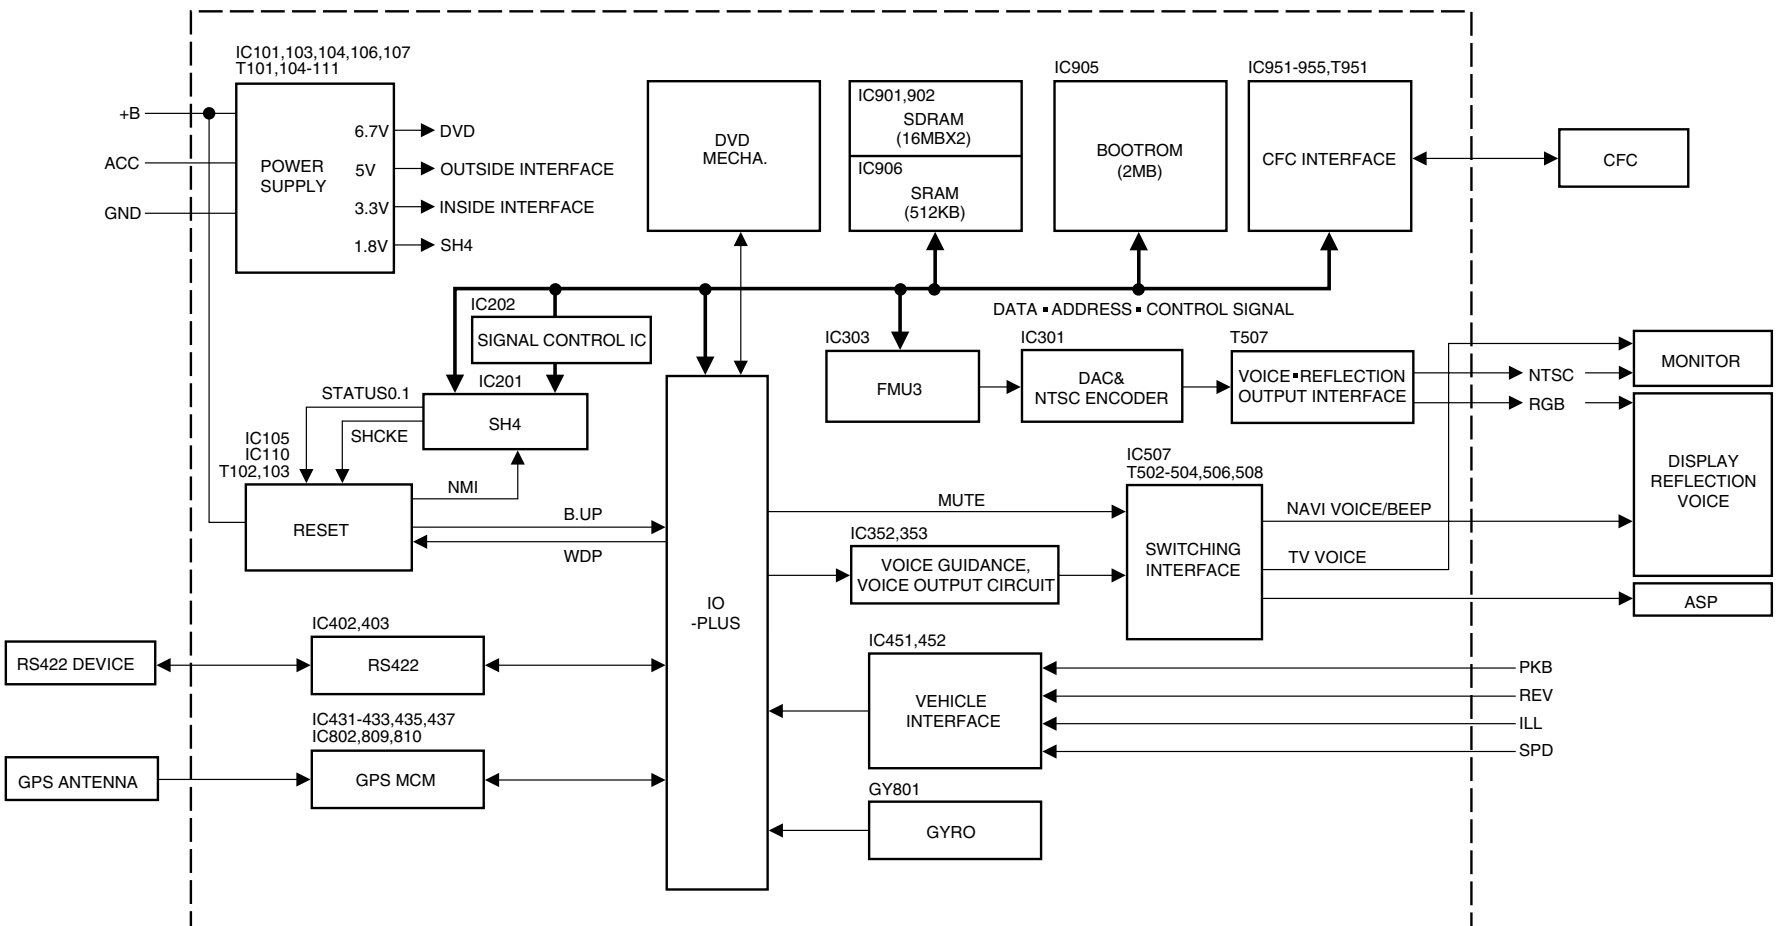 IC101,103,104,106,107
T101,104-111
+B
ACC
GND
POWER
SUPPLY
6.7V
DVD
5V
OUTSIDE INTERFACE
3.3V
INSIDE INTERFACE
1.8V
SH4
DVD
MECHA.
IC901,902
SDRAM
(16MBX2)
IC906
SRAM
(512KB)
IC905
BOOTROM
(2MB)
IC951-955,T951
CFC INTERFACE
CFC
DATA▪ADDRESS▪CONTROL SIGNAL
IC202
SIGNAL CONTROL IC
IC201
SH4
STATUS0.1
SHCKE
IC105
IC110
T102,103
RESET
NMI
B.UP
WDP
IC303
FMU3
IC301
DAC&
NTSC ENCODER
T507
VOICE▪REFLECTION
OUTPUT INTERFACE
NTSC
RGB
MONITOR
DISPLAY
REFLECTION
VOICE
ASP
IO
-PLUS
MUTE
IC352,353
VOICE GUIDANCE,
VOICE OUTPUT CIRCUIT
IC507
T502-504,506,508
SWITCHING
INTERFACE
NAVI VOICE/BEEP
TV VOICE
RS422 DEVICE
IC402,403
RS422
IC431-433,435,437
IC802,809,810
GPS MCM
GPS ANTENNA
IC451,452
VEHICLE
INTERFACE
PKB
REV
ILL
SPD
GY801
GYRO